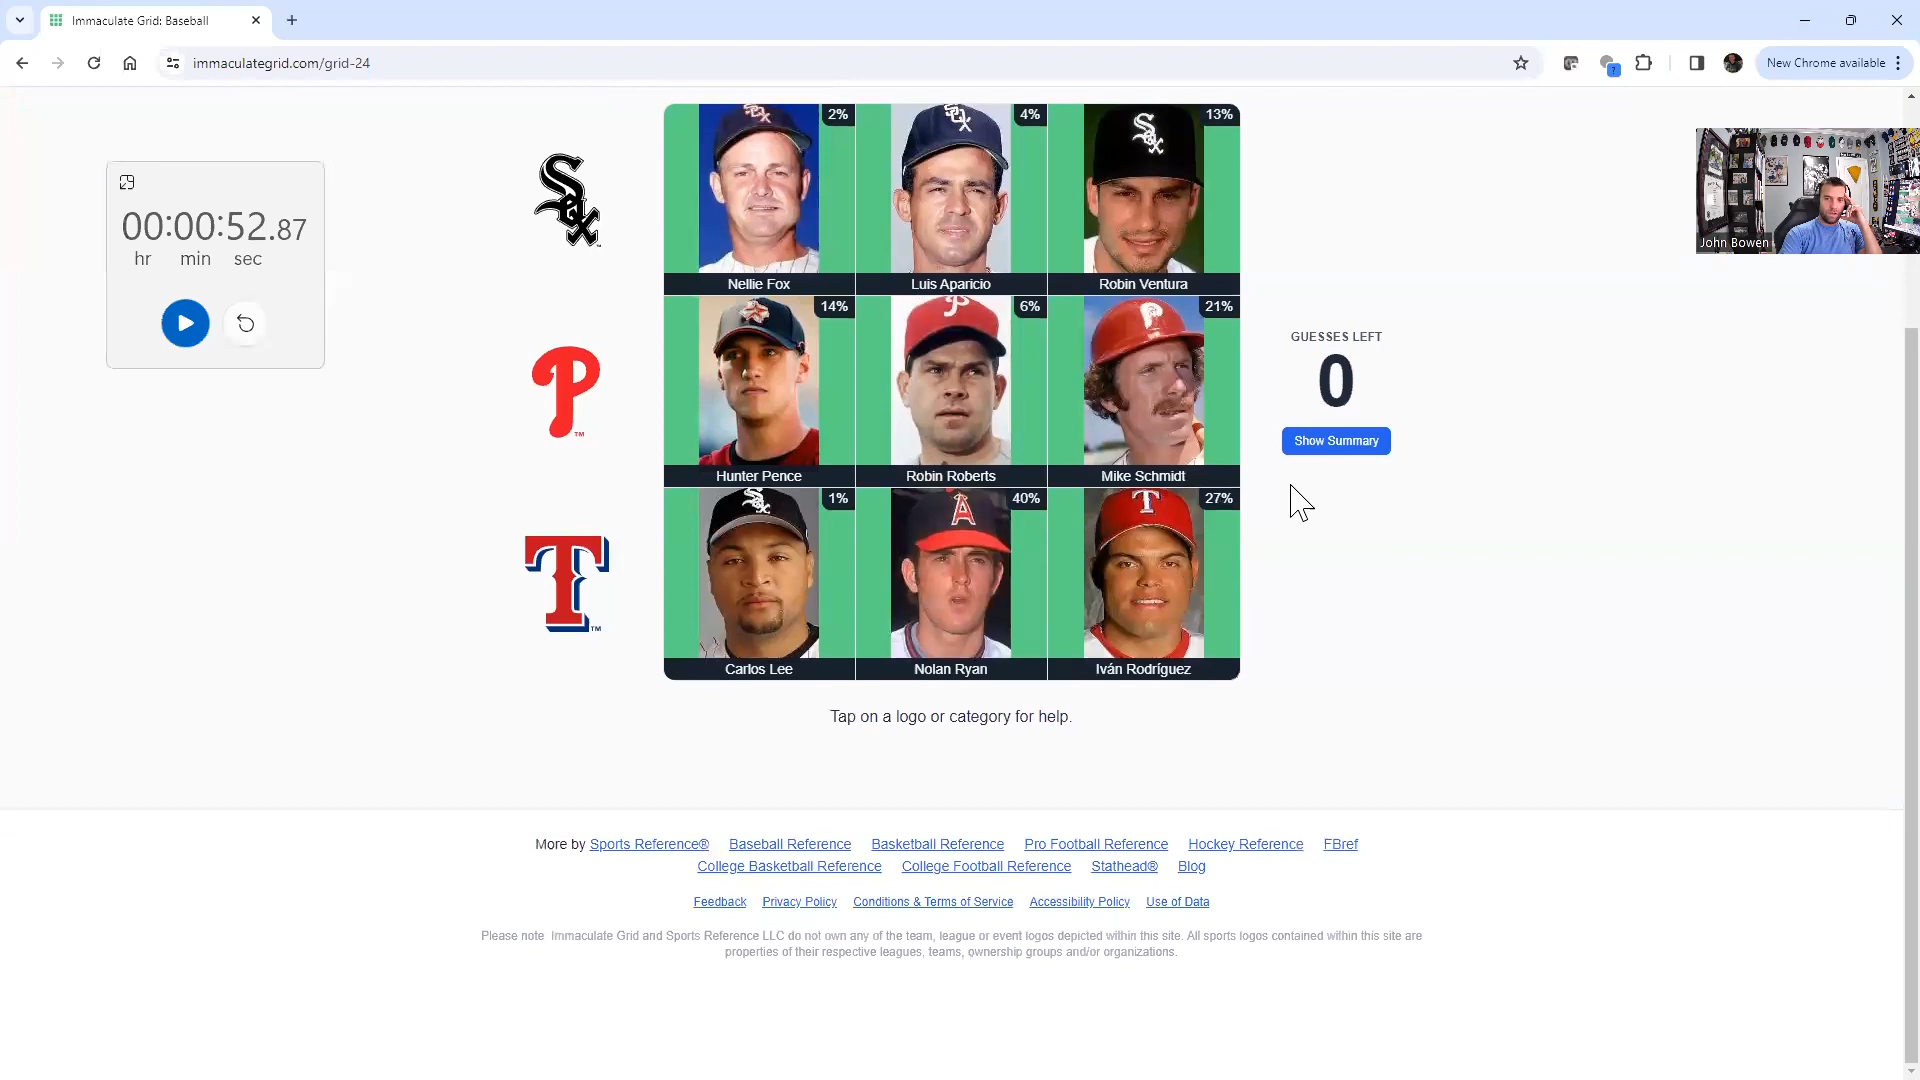 Immaculate Grid: Baseball
immaculategrid.com/grid-24
New Chrome available
00:00:52.87
hr min sec
John Bowen
2% 4% 13%
Nellie Fox Luis Aparicio Robin Ventura
14% 6% 21%
Hunter Pence Robin Roberts Mike Schmidt
1% 40% 27%
Carlos Lee Nolan Ryan Iván Rodríguez
GUESSES LEFT
0
Show Summary
Tap on a logo or category for help.
More by Sports Reference® Baseball Reference Basketball Reference Pro Football Reference Hockey Reference FBref
College Basketball Reference College Football Reference Stathead® Blog
Feedback Privacy Policy Conditions & Terms of Service Accessibility Policy Use of Data
Please note Immaculate Grid and Sports Reference LLC do not own any of the team, league or event logos depicted within this site. All sports logos contained within this site are
properties of their respective leagues, teams, ownership groups and/or organizations.